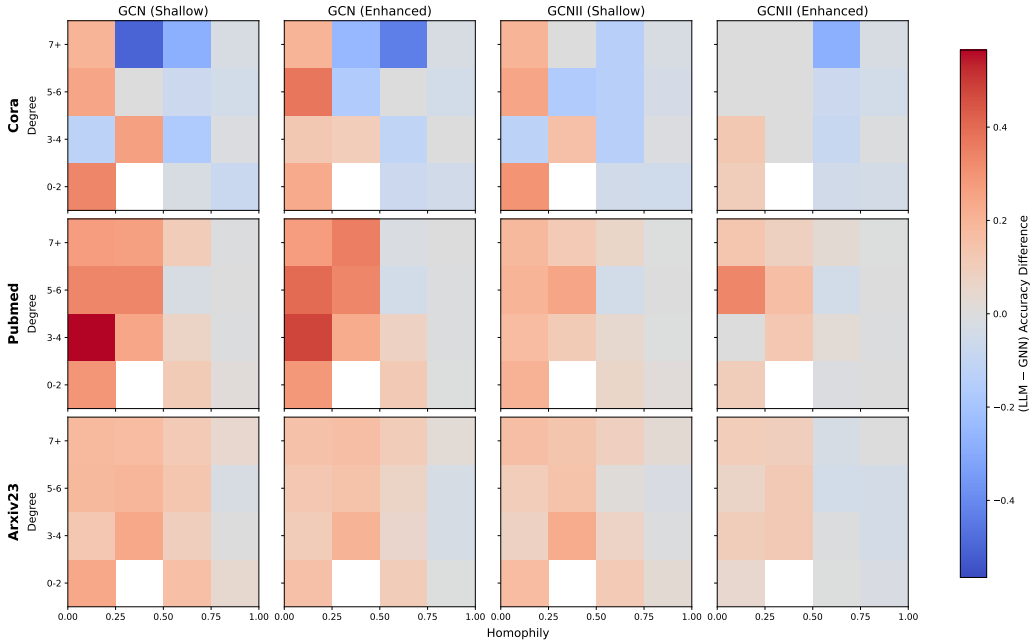 GCN (Shallow)
GCN (Enhanced)
GCNII (Shallow)
GCNII (Enhanced)
Cora
Degree
7+
5-6
3-4
0-2
Pubmed
Degree
7+
5-6
3-4
0-2
Arxiv23
Degree
7+
5-6
3-4
0-2
0.00 0.25 0.50 0.75 1.00
0.00 0.25 0.50 0.75 1.00
0.00 0.25 0.50 0.75 1.00
0.00 0.25 0.50 0.75 1.00
Homophily
0.4
0.2
0.0
−0.2
−0.4
(LLM − GNN) Accuracy Difference